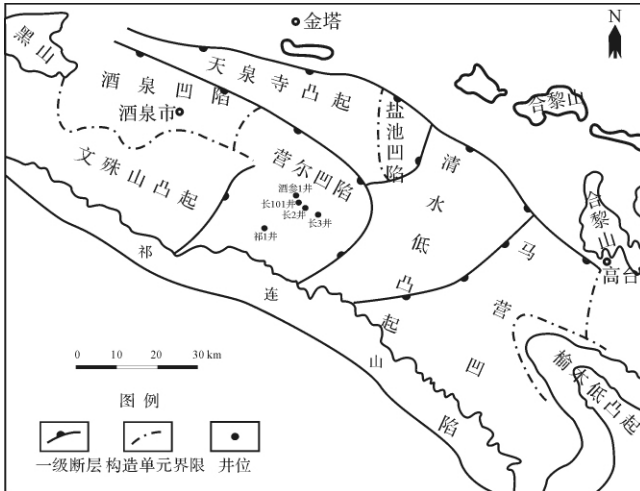 金塔
N
黑山
天泉寺凸起
酒泉凹陷
酒泉市
盐池凹陷
合黎山
文殊山凸起
营尔凹陷
清水低凸起
酒参1井
长101井
长2井
长3井
祁1井
合黎山
高台
马营凹陷
祁连山
榆木低凸起
0 10 20 30 km
图例
一级断层 构造单元界限 井位